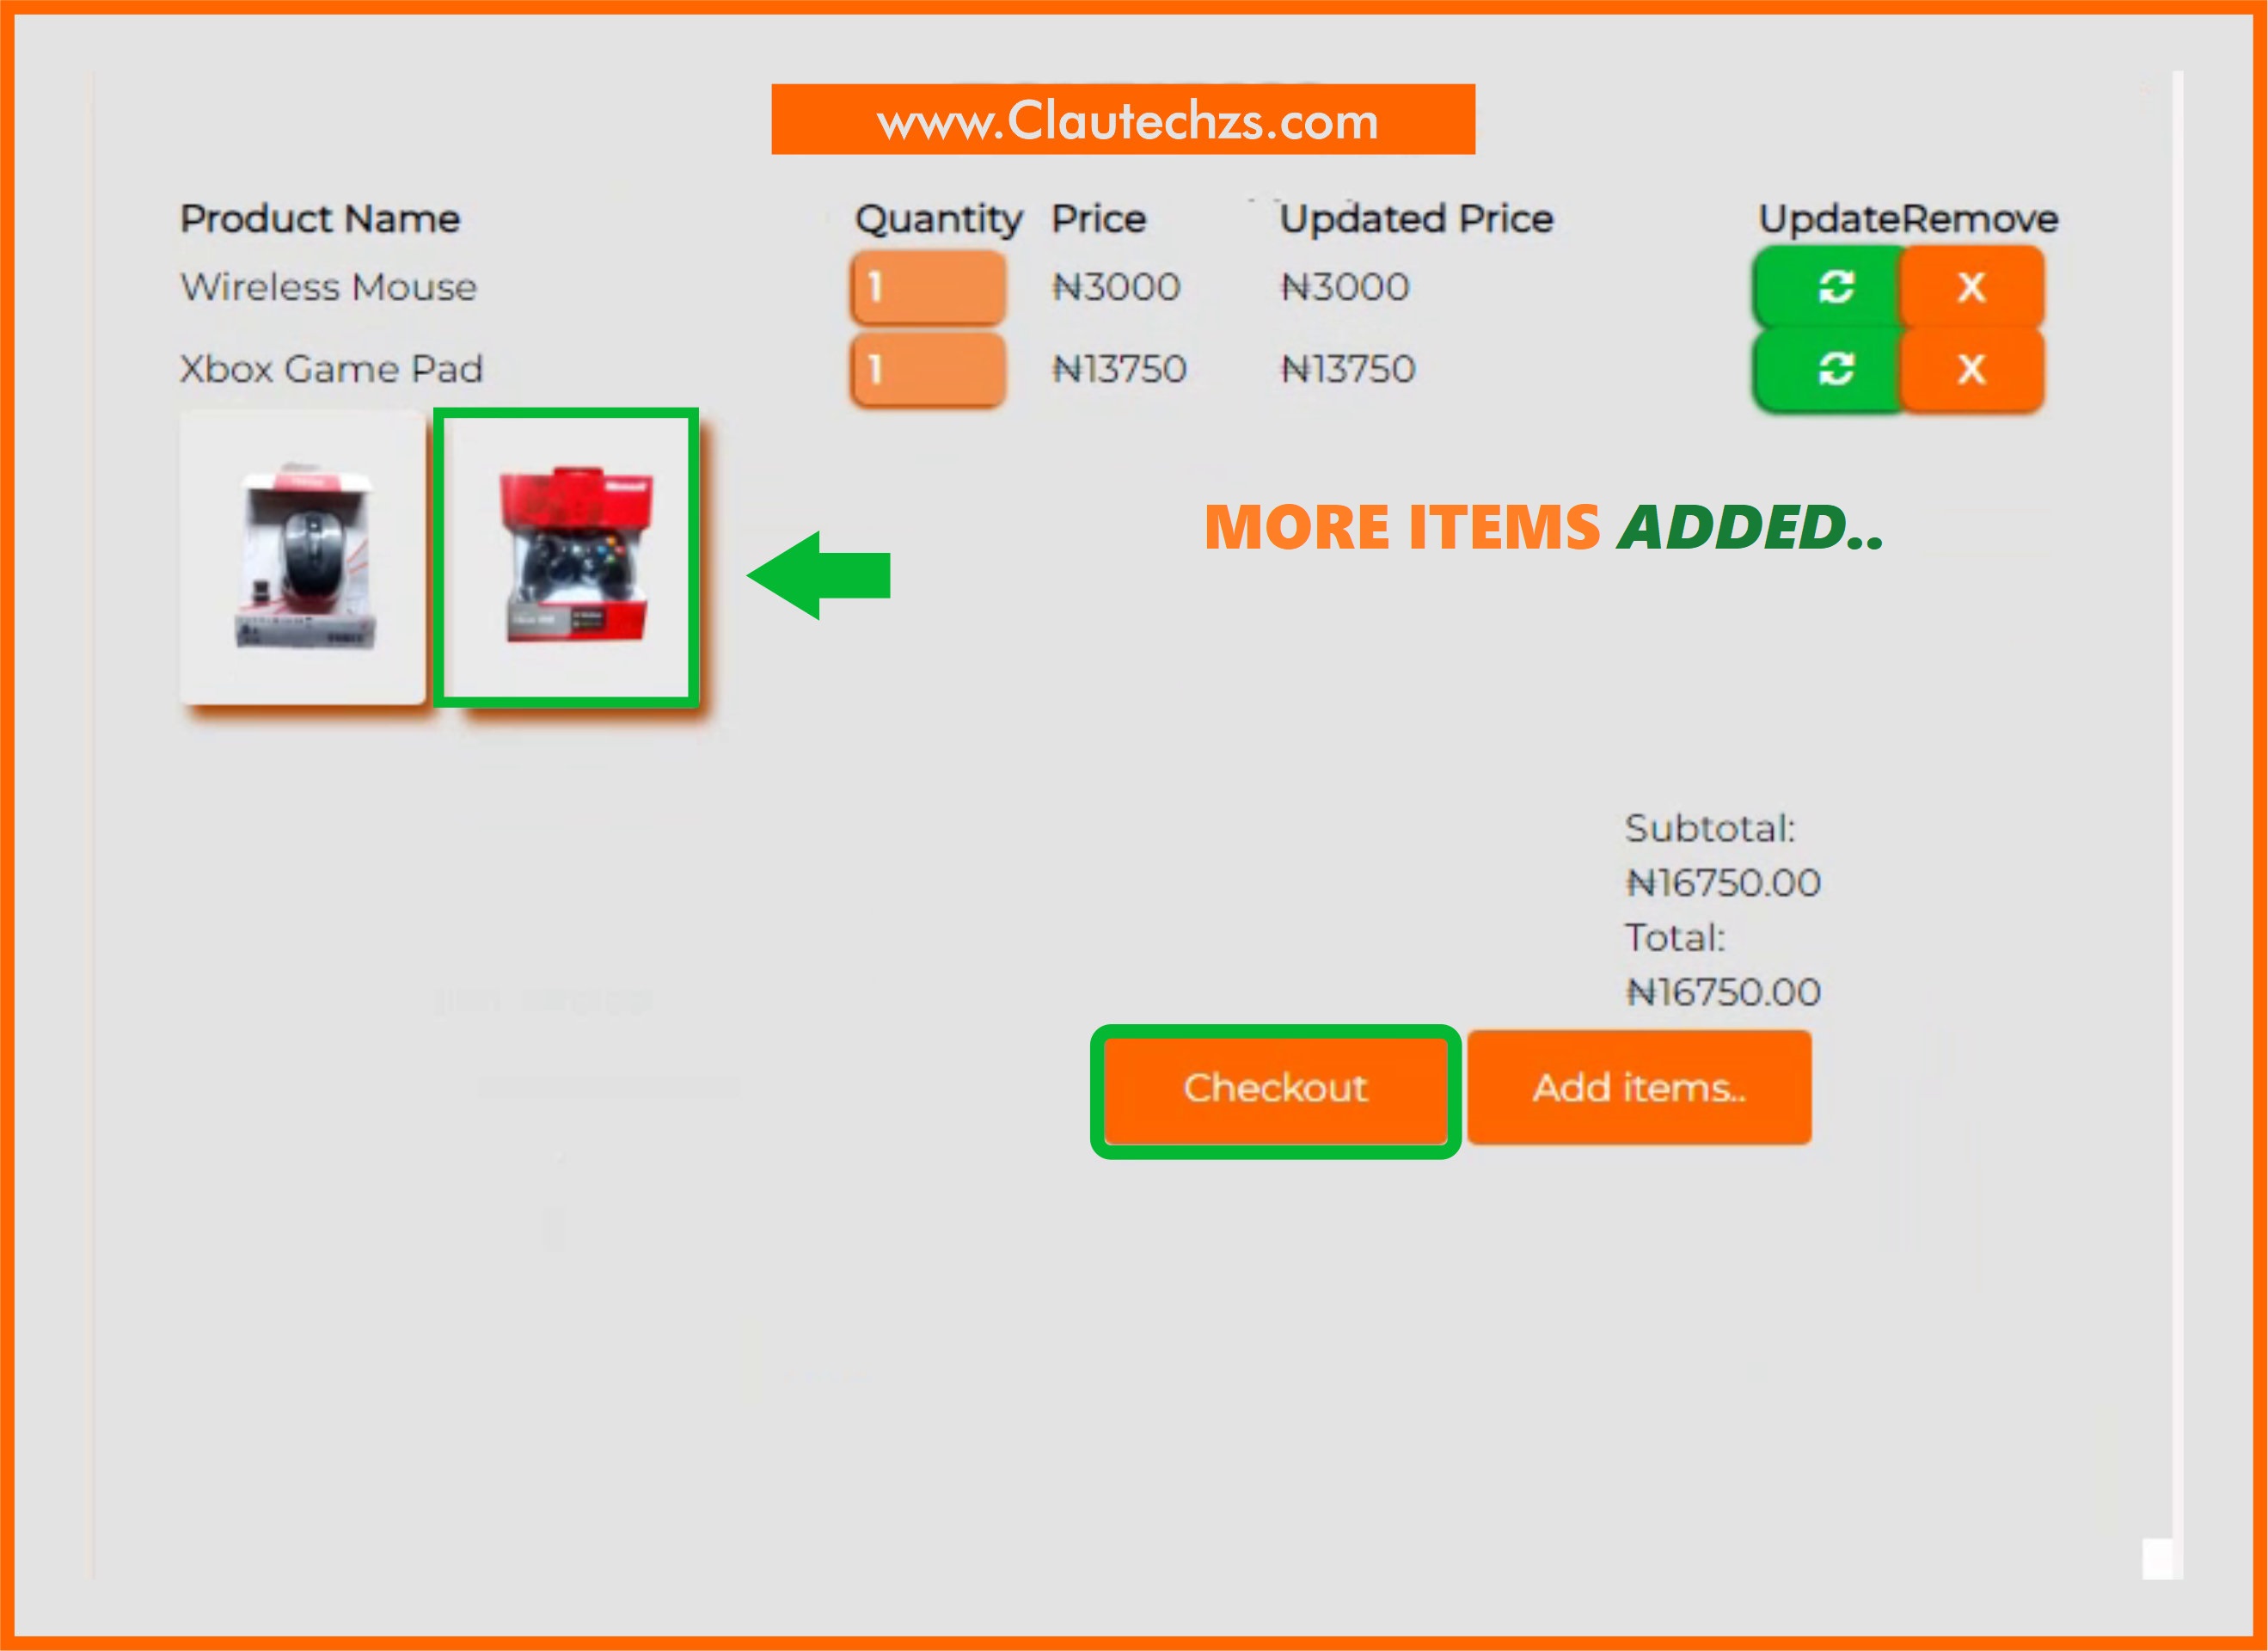 www.Clautechzs.com
Product Name Quantity Price Updated Price Update Remove
Wireless Mouse 1 ₦3000 ₦3000 X
Xbox Game Pad 1 ₦13750 ₦13750 X
MORE ITEMS ADDED..
Subtotal:
₦16750.00
Total:
₦16750.00
Checkout Add items..